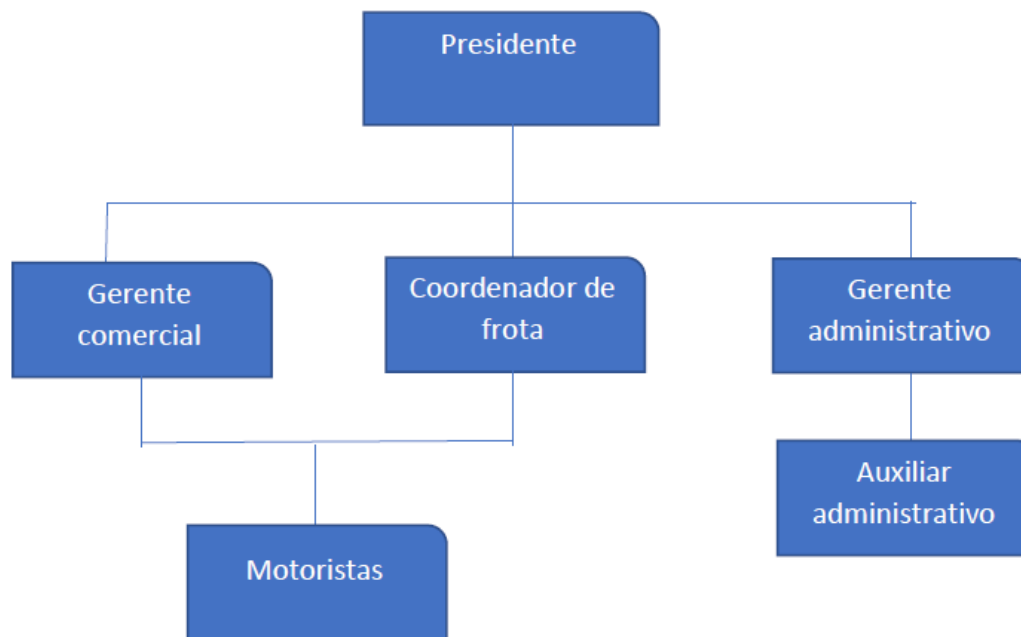 Presidente
Gerente
comercial
Coordenador de
frota
Gerente
administrativo
Auxiliar
administrativo
Motoristas